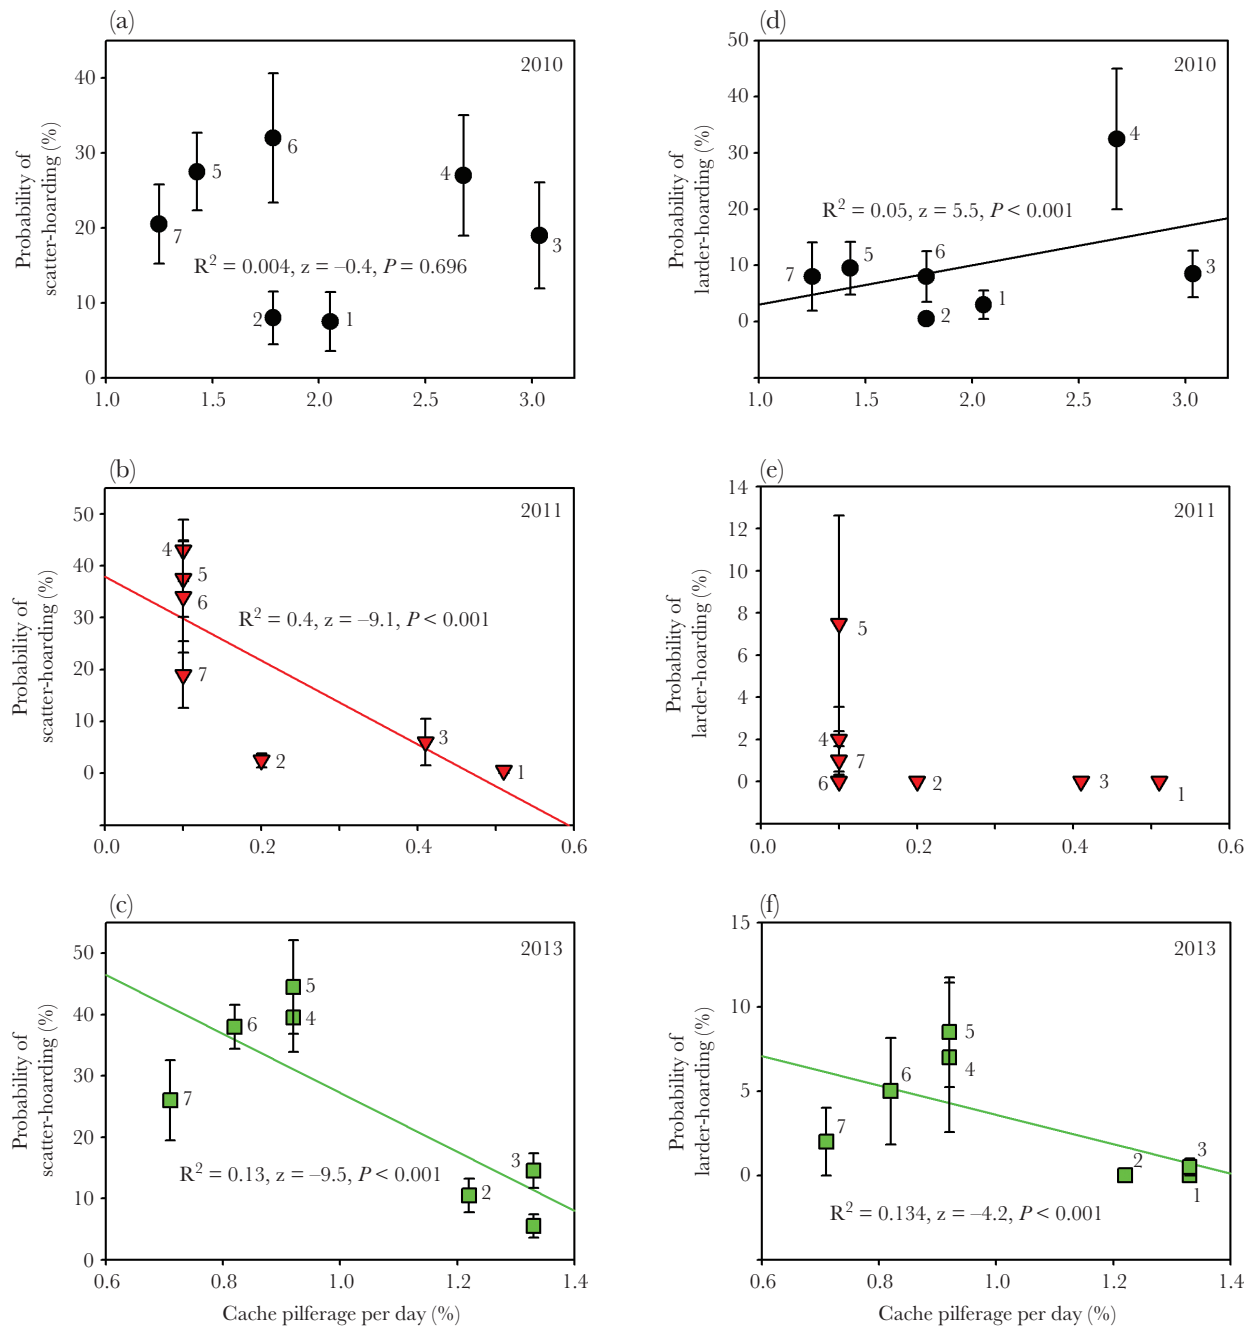 (a)
2010
40
30
20
10
0
Probability of
scatter-hoarding (%)
7
5
6
2
1
4
3
R² = 0.004, z = –0.4, P = 0.696
1.0 1.5 2.0 2.5 3.0
(d)
2010
50
40
30
20
10
0
Probability of
larder-hoarding (%)
7
5
6
2
1
4
3
R² = 0.05, z = 5.5, P < 0.001
1.0 1.5 2.0 2.5 3.0
(b)
2011
50
40
30
20
10
0
Probability of
scatter-hoarding (%)
4
5
6
7
2
3
1
R² = 0.4, z = –9.1, P < 0.001
0.0 0.2 0.4 0.6
(e)
2011
14
12
10
8
6
4
2
0
Probability of
larder-hoarding (%)
5
4
7
6
2
3
1
0.0 0.2 0.4 0.6
(c)
2013
50
40
30
20
10
0
Probability of
scatter-hoarding (%)
7
6
5
4
2
3
R² = 0.13, z = –9.5, P < 0.001
0.6 0.8 1.0 1.2 1.4
Cache pilferage per day (%)
(f)
2013
15
10
5
0
Probability of
larder-hoarding (%)
7
6
5
4
2
3
1
R² = 0.134, z = –4.2, P < 0.001
0.6 0.8 1.0 1.2 1.4
Cache pilferage per day (%)